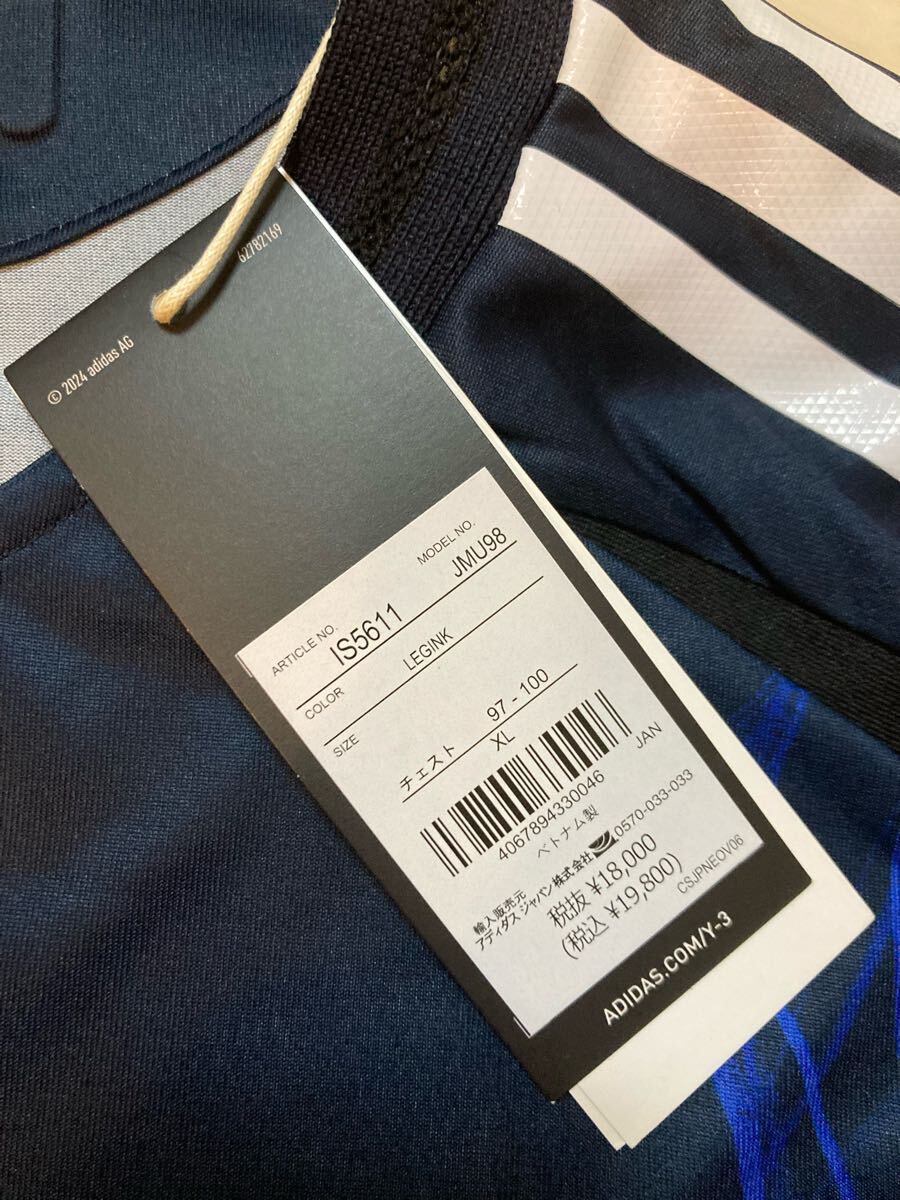 62782169
© 2024 adidas AG
ARTICLE NO. MODEL NO.
IS5611 JMU98
COLOR LEGINK
SIZE
チェスト 97 - 100
XL
JAN
4067894330046
ベトナム製
輸入販売元
アディダス ジャパン株式会社 0570-033-033
税抜 ¥18,000
(税込 ¥19,800)
CSJPNEOV06
ADIDAS.COM/Y-3